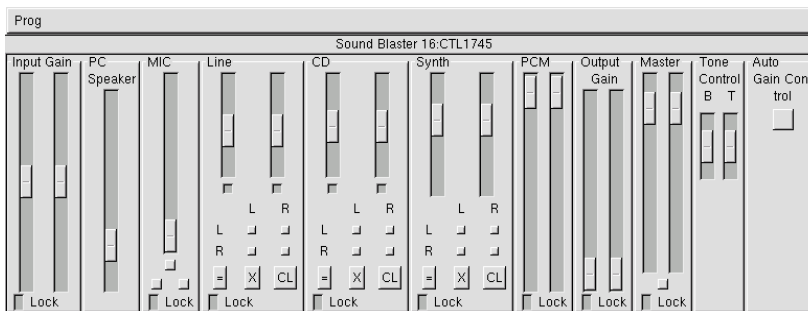 Prog
Sound Blaster 16:CTL1745
Input Gain
Lock
PC
Speaker
MIC
Lock
Line
L R
L
R
= X CL
Lock
CD
L R
L
R
= X CL
Lock
Synth
L R
L
R
= X CL
Lock
PCM
Lock
Output
Gain
Lock
Master
Lock
Tone
Control
B T
Auto
Gain Con
trol